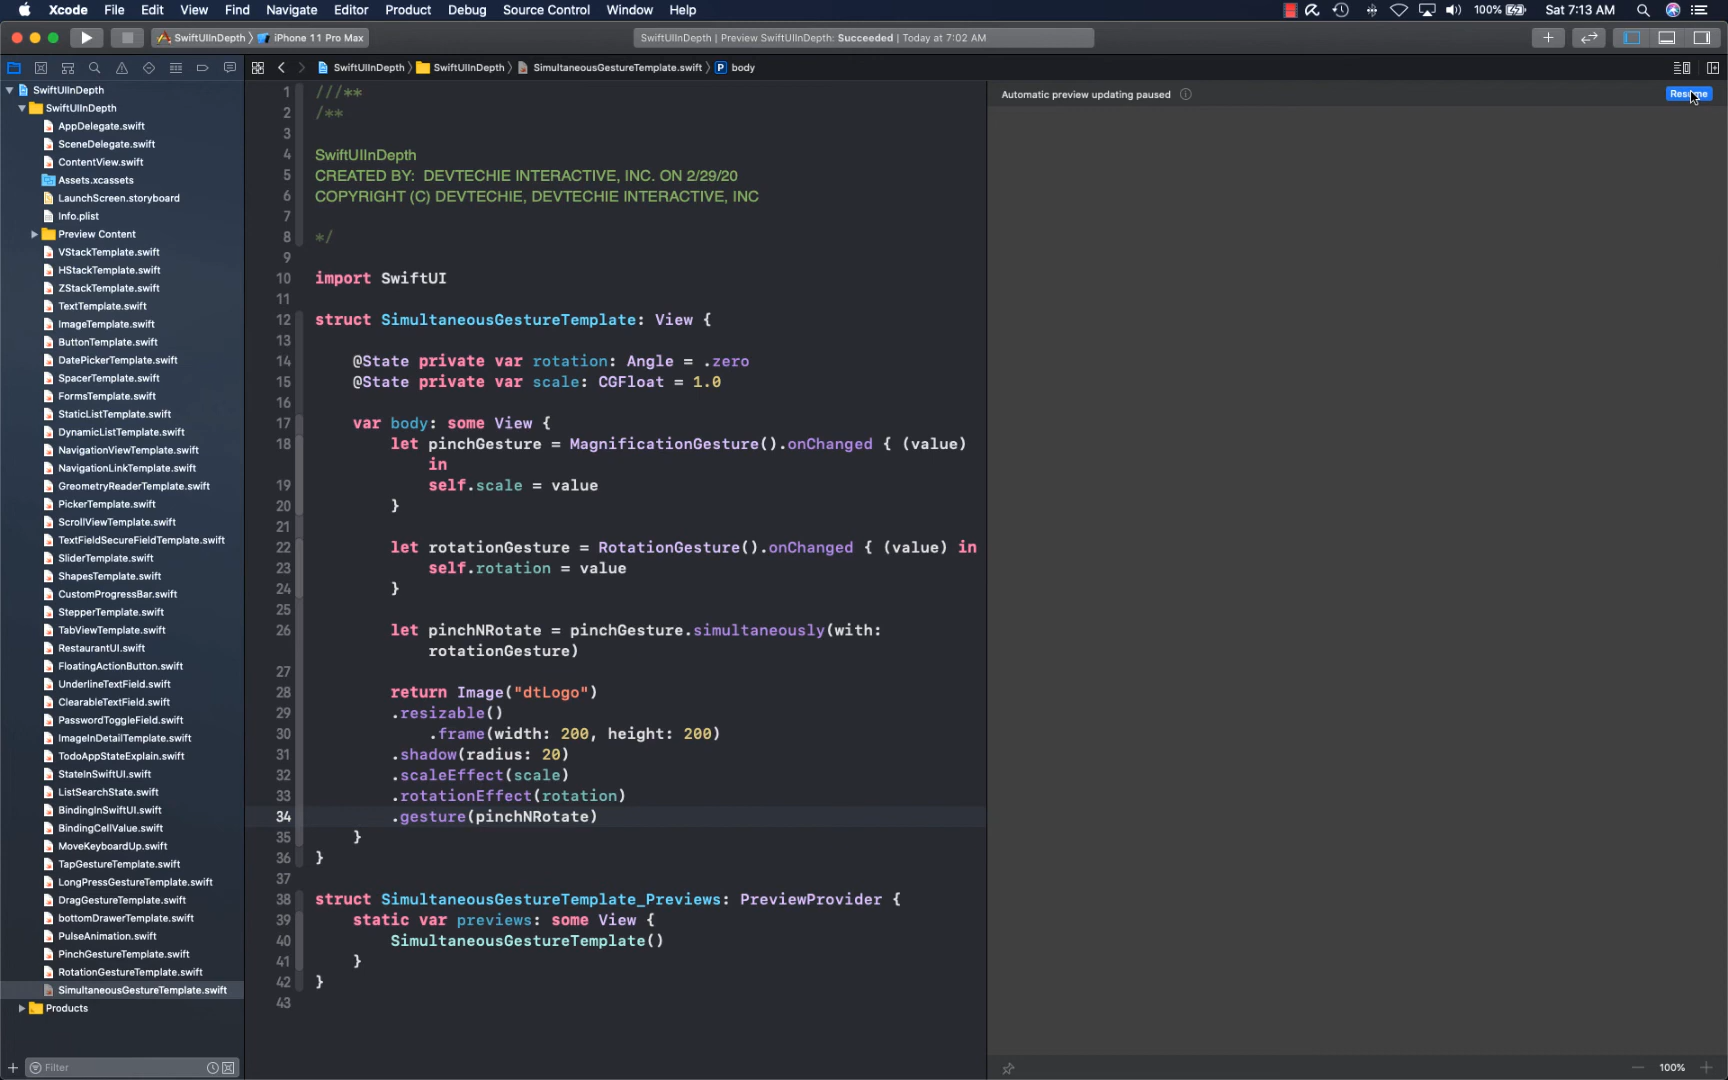 Xcode File Edit View Find Navigate Editor Product Debug Source Control Window Help 100% Sat 7:13 AM
SwiftUIInDepth iPhone 11 Pro Max SwiftUIInDepth | Preview SwiftUIInDepth: Succeeded | Today at 7:02 AM
SwiftUIInDepth SwiftUIInDepth SimultaneousGestureTemplate.swift P body
SwiftUIInDepth
SwiftUIInDepth
AppDelegate.swift
SceneDelegate.swift
ContentView.swift
Assets.xcassets
LaunchScreen.storyboard
Info.plist
Preview Content
VStackTemplate.swift
HStackTemplate.swift
ZStackTemplate.swift
TextTemplate.swift
ImageTemplate.swift
ButtonTemplate.swift
DatePickerTemplate.swift
SpacerTemplate.swift
FormsTemplate.swift
StaticListTemplate.swift
DynamicListTemplate.swift
NavigationViewTemplate.swift
NavigationLinkTemplate.swift
GreometryReaderTemplate.swift
PickerTemplate.swift
ScrollViewTemplate.swift
TextFieldSecureFieldTemplate.swift
SliderTemplate.swift
ShapesTemplate.swift
CustomProgressBar.swift
StepperTemplate.swift
TabViewTemplate.swift
RestaurantUI.swift
FloatingActionButton.swift
UnderlineTextField.swift
ClearableTextField.swift
PasswordToggleField.swift
ImageInDetailTemplate.swift
TodoAppStateExplain.swift
StateInSwiftUI.swift
ListSearchState.swift
BindingInSwiftUI.swift
BindingCellValue.swift
MoveKeyboardUp.swift
TapGestureTemplate.swift
LongPressGestureTemplate.swift
DragGestureTemplate.swift
bottomDrawerTemplate.swift
PulseAnimation.swift
PinchGestureTemplate.swift
RotationGestureTemplate.swift
SimultaneousGestureTemplate.swift
Products
Filter
1 ///**
2 /**
3
4 SwiftUIInDepth
5 CREATED BY: DEVTECHIE INTERACTIVE, INC. ON 2/29/20
6 COPYRIGHT (C) DEVTECHIE, DEVTECHIE INTERACTIVE, INC
7
8 */
9
10 import SwiftUI
11
12 struct SimultaneousGestureTemplate: View {
13
14 @State private var rotation: Angle = .zero
15 @State private var scale: CGFloat = 1.0
16
17 var body: some View {
18 let pinchGesture = MagnificationGesture().onChanged { (value)
in
19 self.scale = value
20 }
21
22 let rotationGesture = RotationGesture().onChanged { (value) in
23 self.rotation = value
24 }
25
26 let pinchNRotate = pinchGesture.simultaneously(with:
rotationGesture)
27
28 return Image("dtLogo")
29 .resizable()
30 .frame(width: 200, height: 200)
31 .shadow(radius: 20)
32 .scaleEffect(scale)
33 .rotationEffect(rotation)
34 .gesture(pinchNRotate)
35 }
36 }
37
38 struct SimultaneousGestureTemplate_Previews: PreviewProvider {
39 static var previews: some View {
40 SimultaneousGestureTemplate()
41 }
42 }
43
Automatic preview updating paused Resume
100%